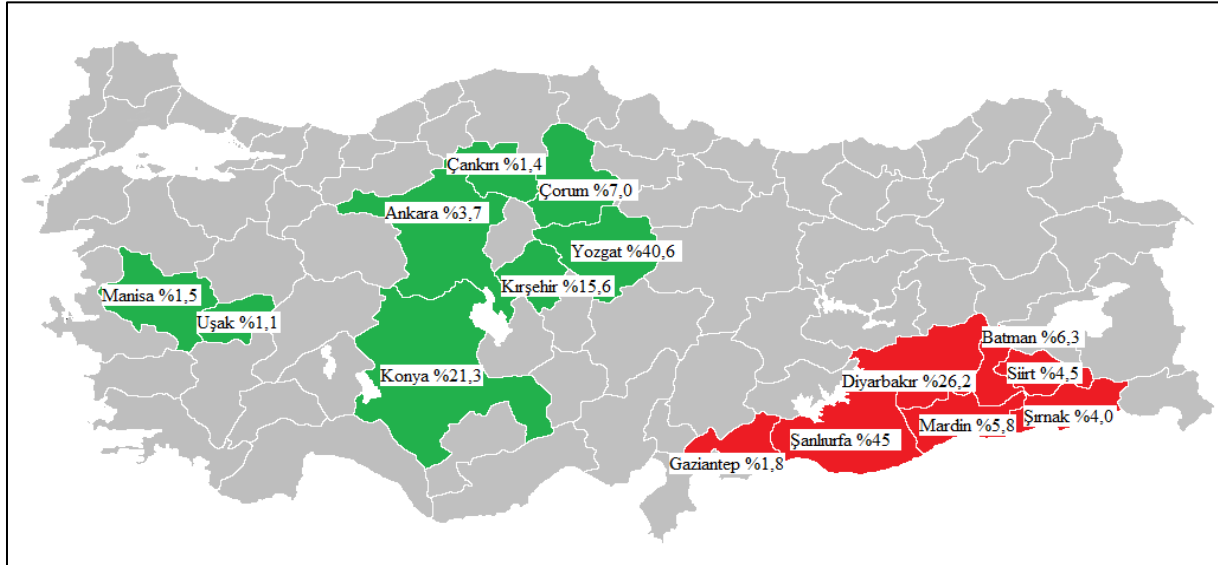 Çankırı %1,4
Çorum %7,0
Ankara %3,7
Yozgat %40,6
Kırşehir %15,6
Manisa %1,5
Uşak %1,1
Konya %21,3
Batman %6,3
Siirt %4,5
Diyarbakır %26,2
Şırnak %4,0
Mardin %5,8
Şanlıurfa %45
Gaziantep %1,8